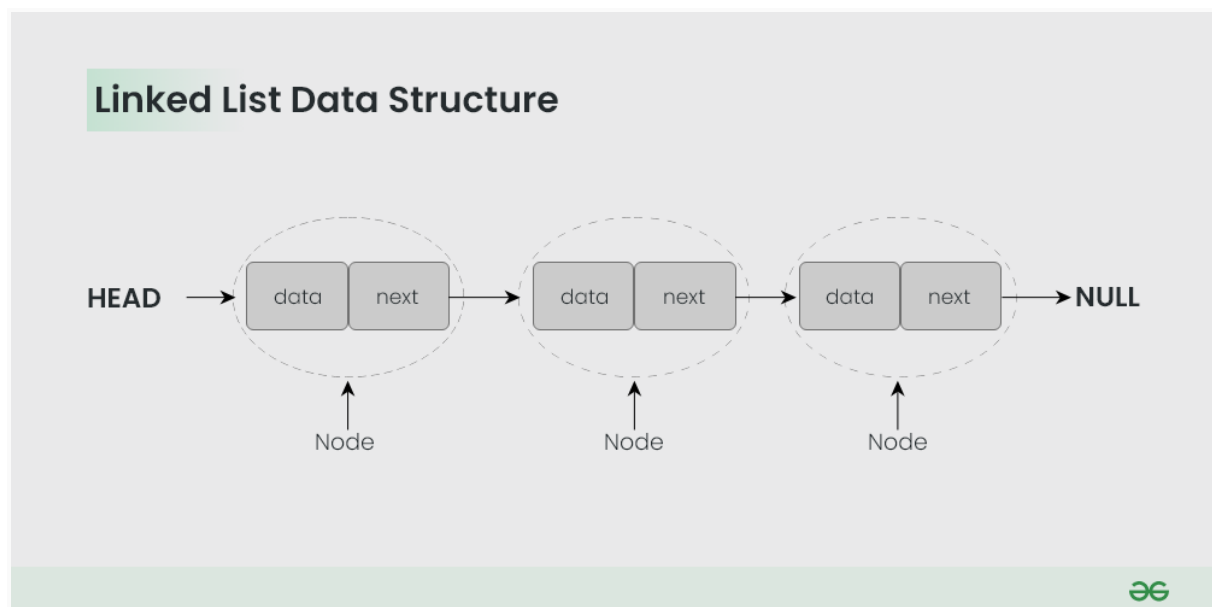 Linked List Data Structure
HEAD data next data next data next NULL
Node Node Node